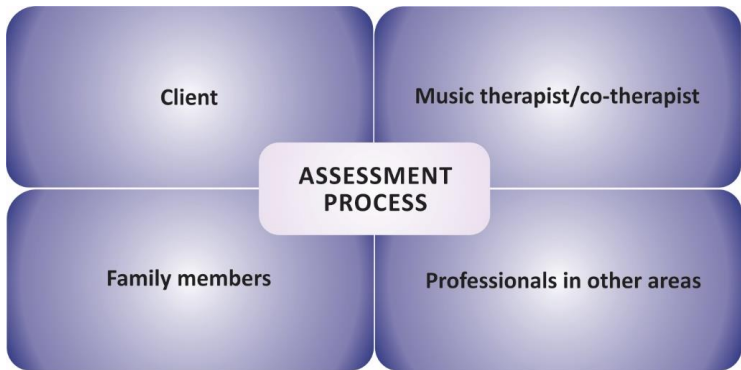 Client
Music therapist/co-therapist
ASSESSMENT
PROCESS
Family members
Professionals in other areas